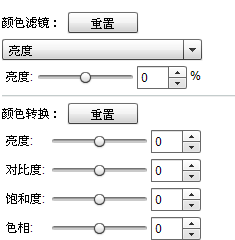 颜色滤镜： 重置
亮度
亮度: 0 %
颜色转换： 重置
亮度: 0
对比度: 0
饱和度: 0
色相: 0